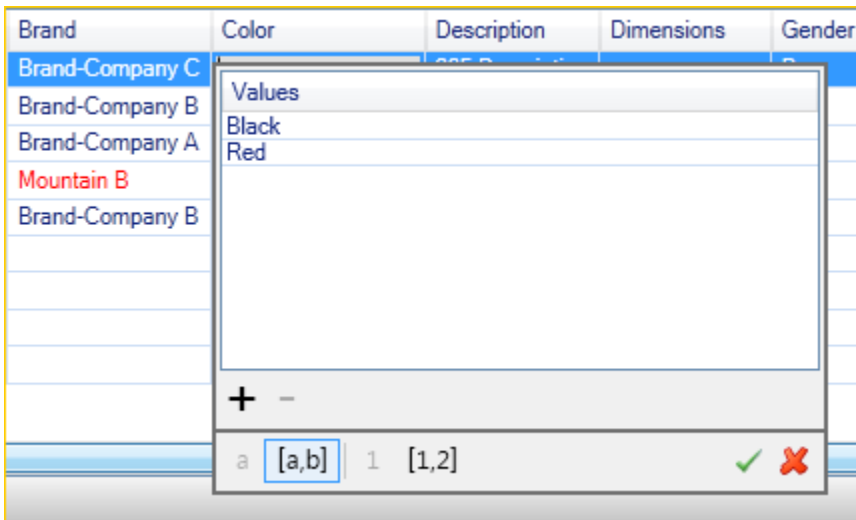 Brand Color Description Dimensions Gender
Brand-Company C
Values
Brand-Company B
Black
Brand-Company A
Red
Mountain B
Brand-Company B
+ -
a [a,b] 1 [1,2]